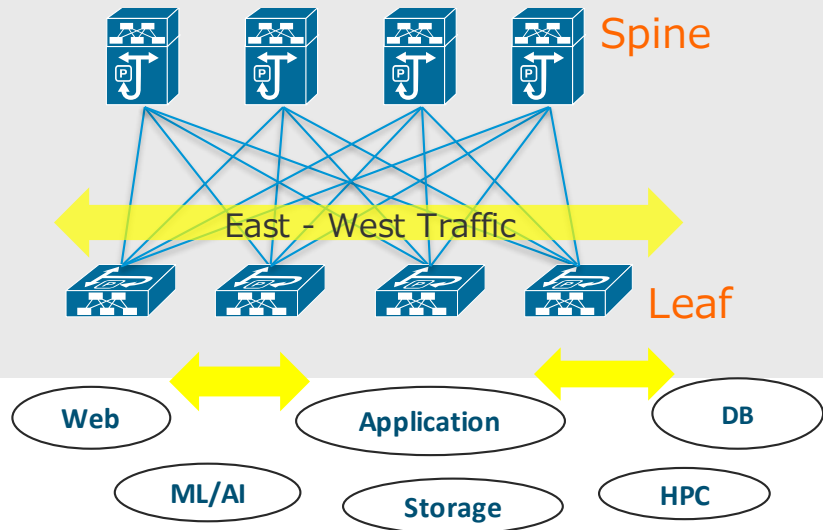 Spine
P
P
P
P
East - West Traffic
P
P
P
P
Leaf
Web
Application
DB
ML/AI
Storage
HPC